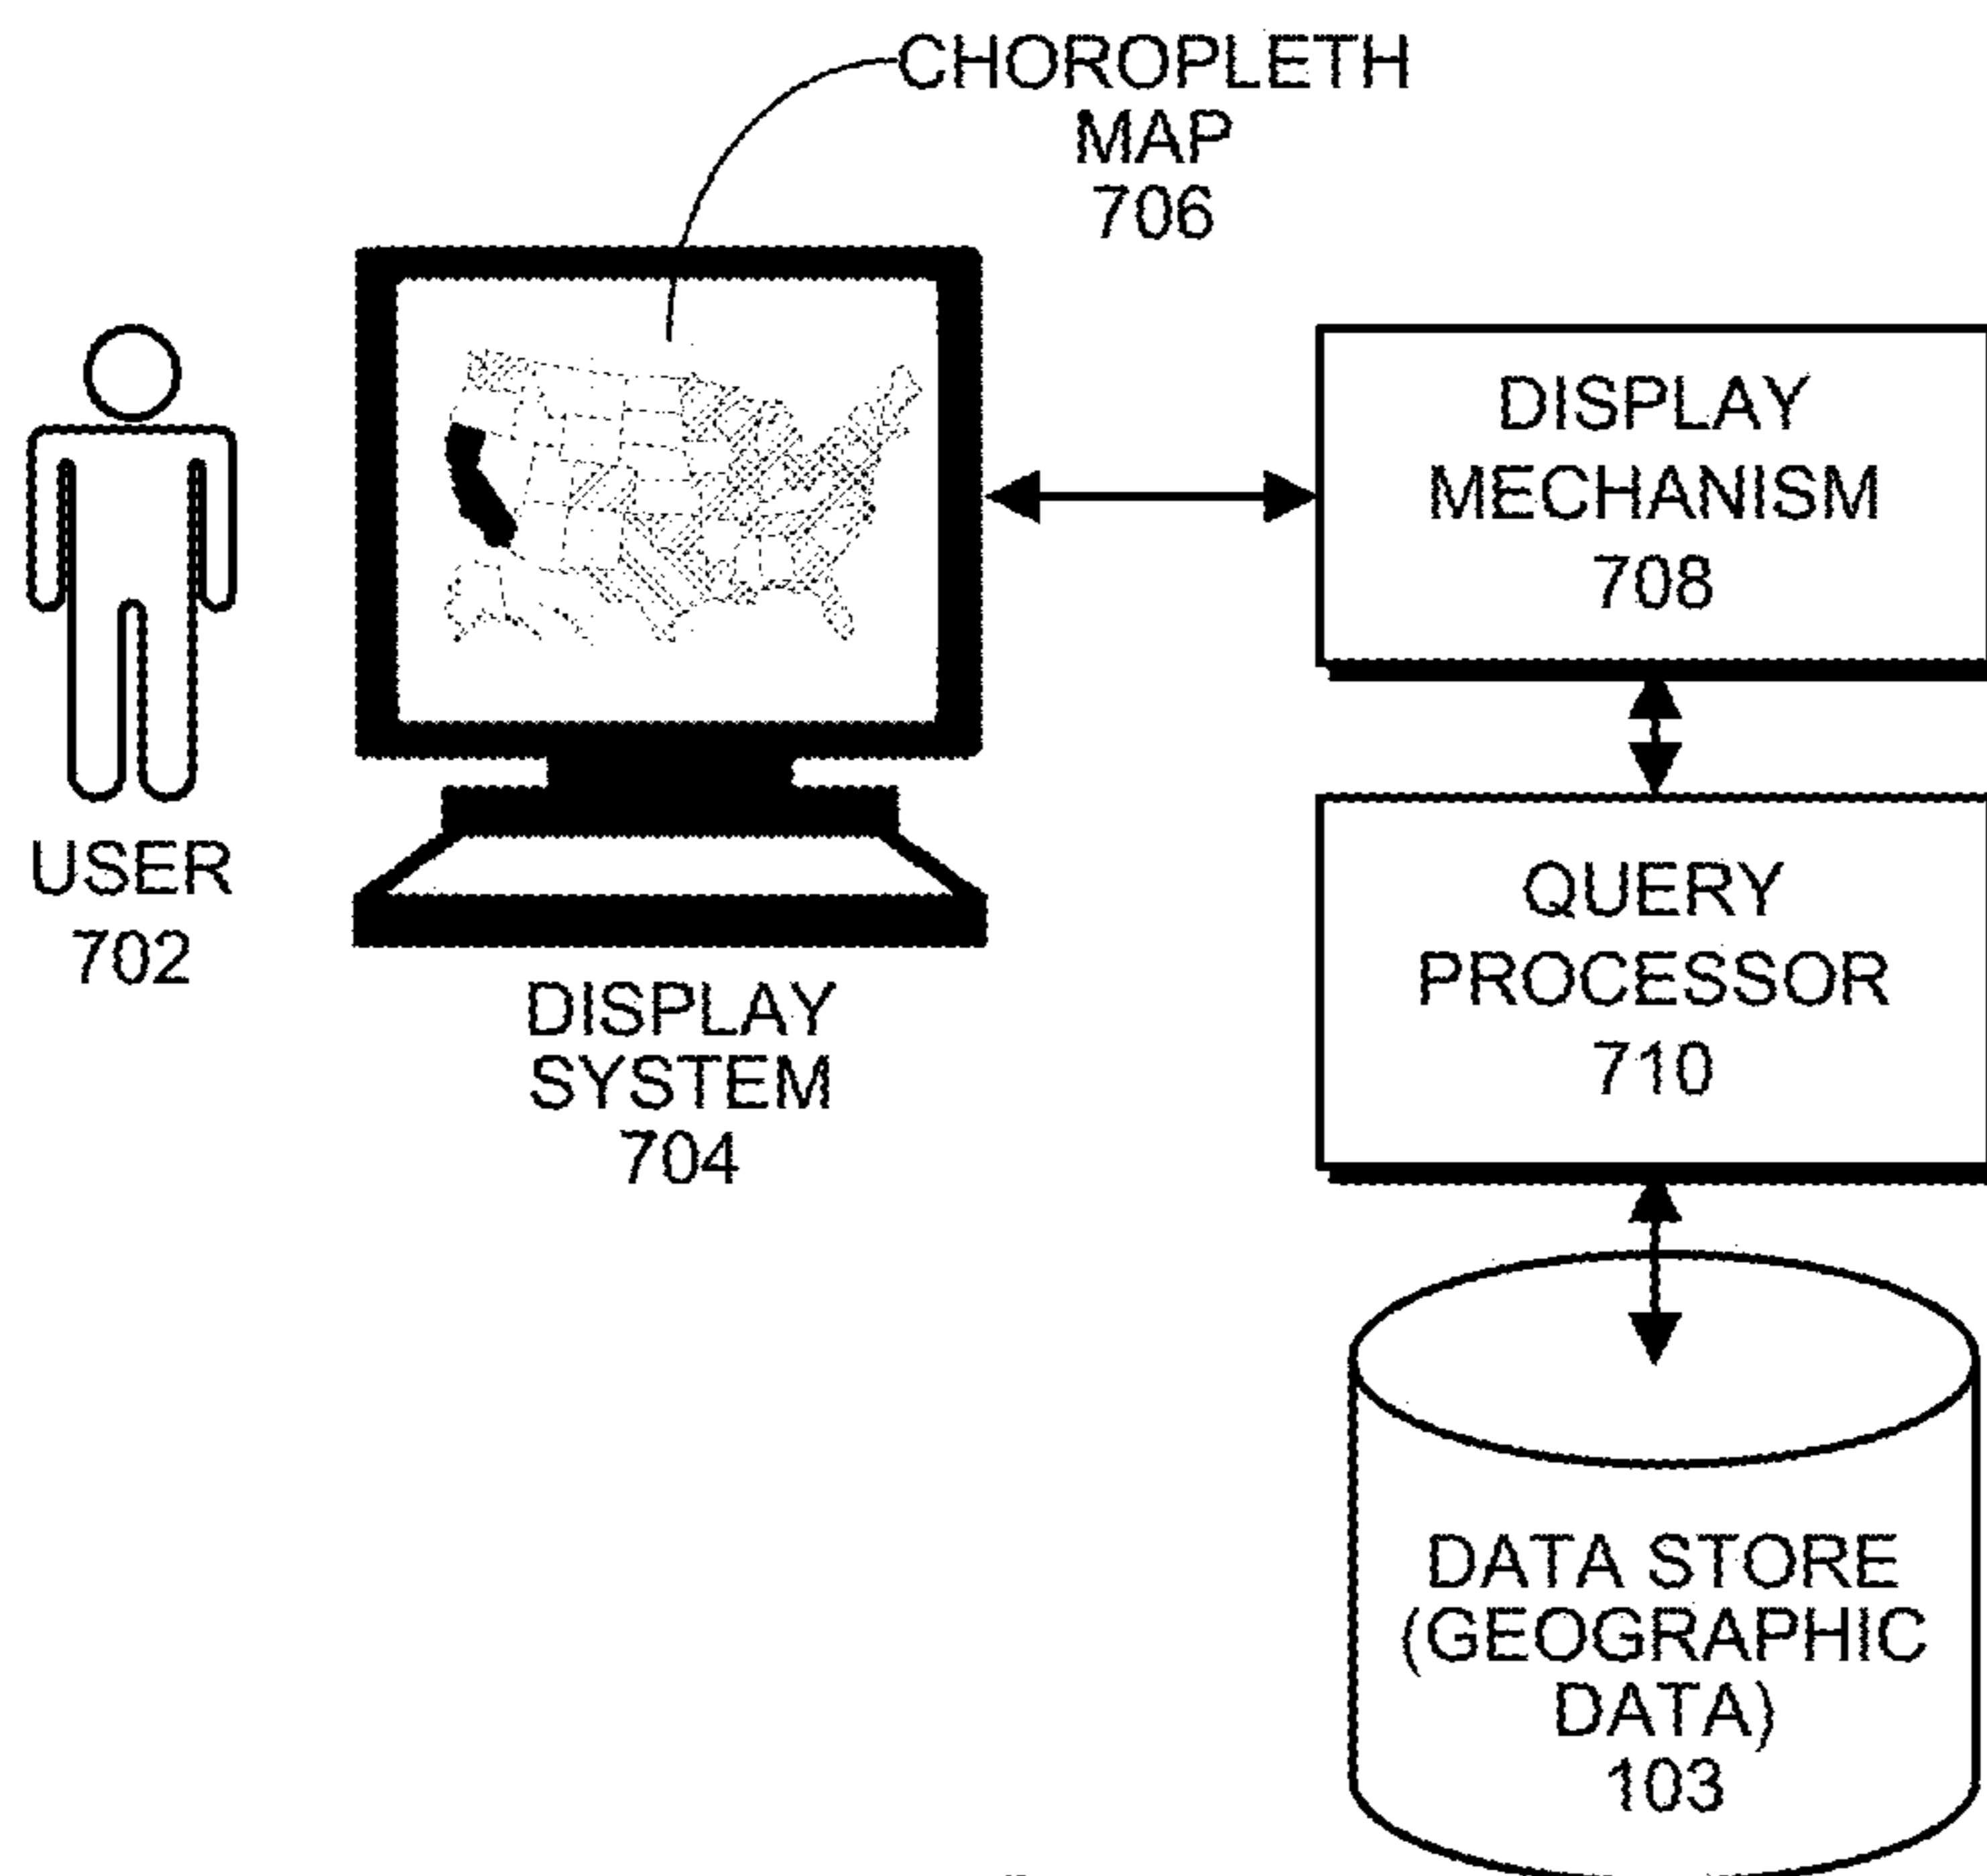 CHOROPLETH
MAP
706
DISPLAY
MECHANISM
708
USER
702
DISPLAY
SYSTEM
704
QUERY
PROCESSOR
710
DATA STORE
(GEOGRAPHIC
DATA)
103